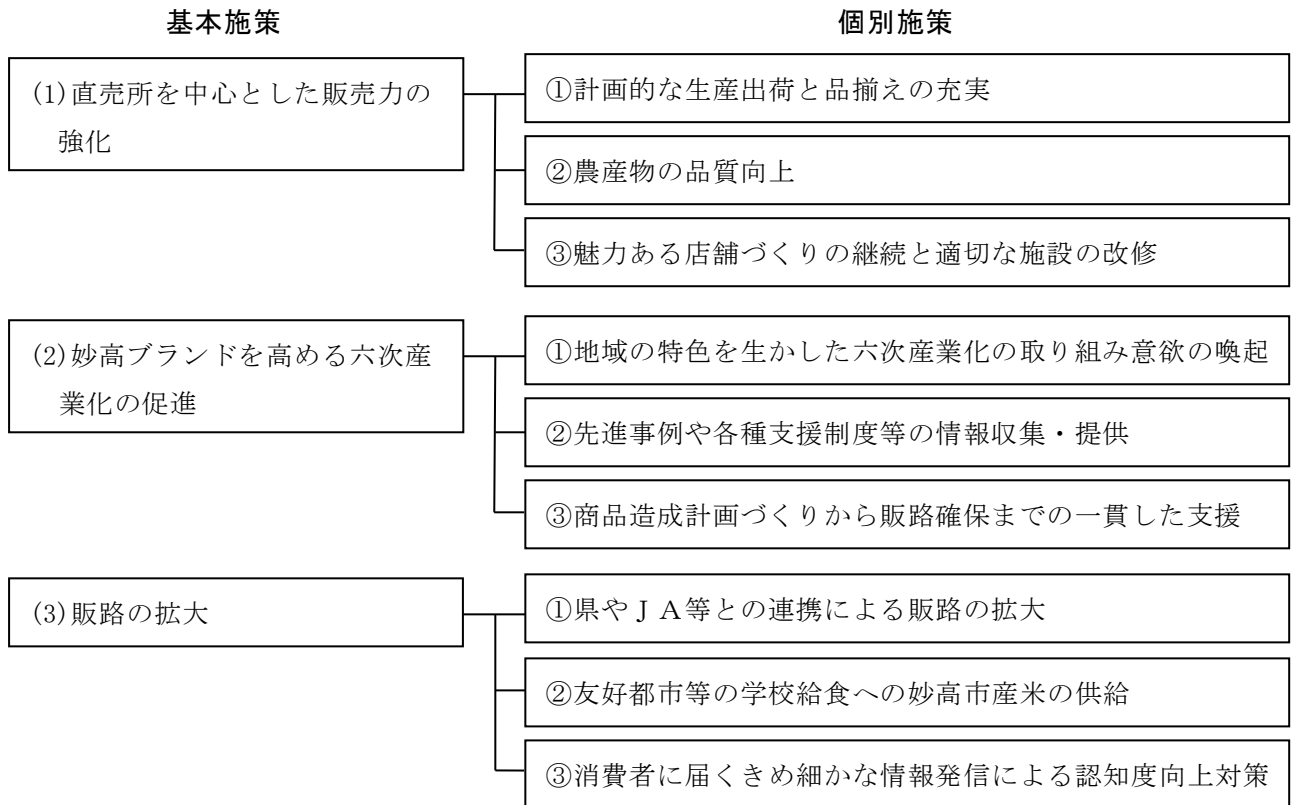 基本施策
個別施策
(1)直売所を中心とした販売力の
強化
①計画的な生産出荷と品揃えの充実
②農産物の品質向上
③魅力ある店舗づくりの継続と適切な施設の改修
(2)妙高ブランドを高める六次産
業化の促進
①地域の特色を生かした六次産業化の取り組み意欲の喚起
②先進事例や各種支援制度等の情報収集・提供
③商品造成計画づくりから販路確保までの一貫した支援
(3)販路の拡大
①県やＪＡ等との連携による販路の拡大
②友好都市等の学校給食への妙高市産米の供給
③消費者に届くきめ細かな情報発信による認知度向上対策